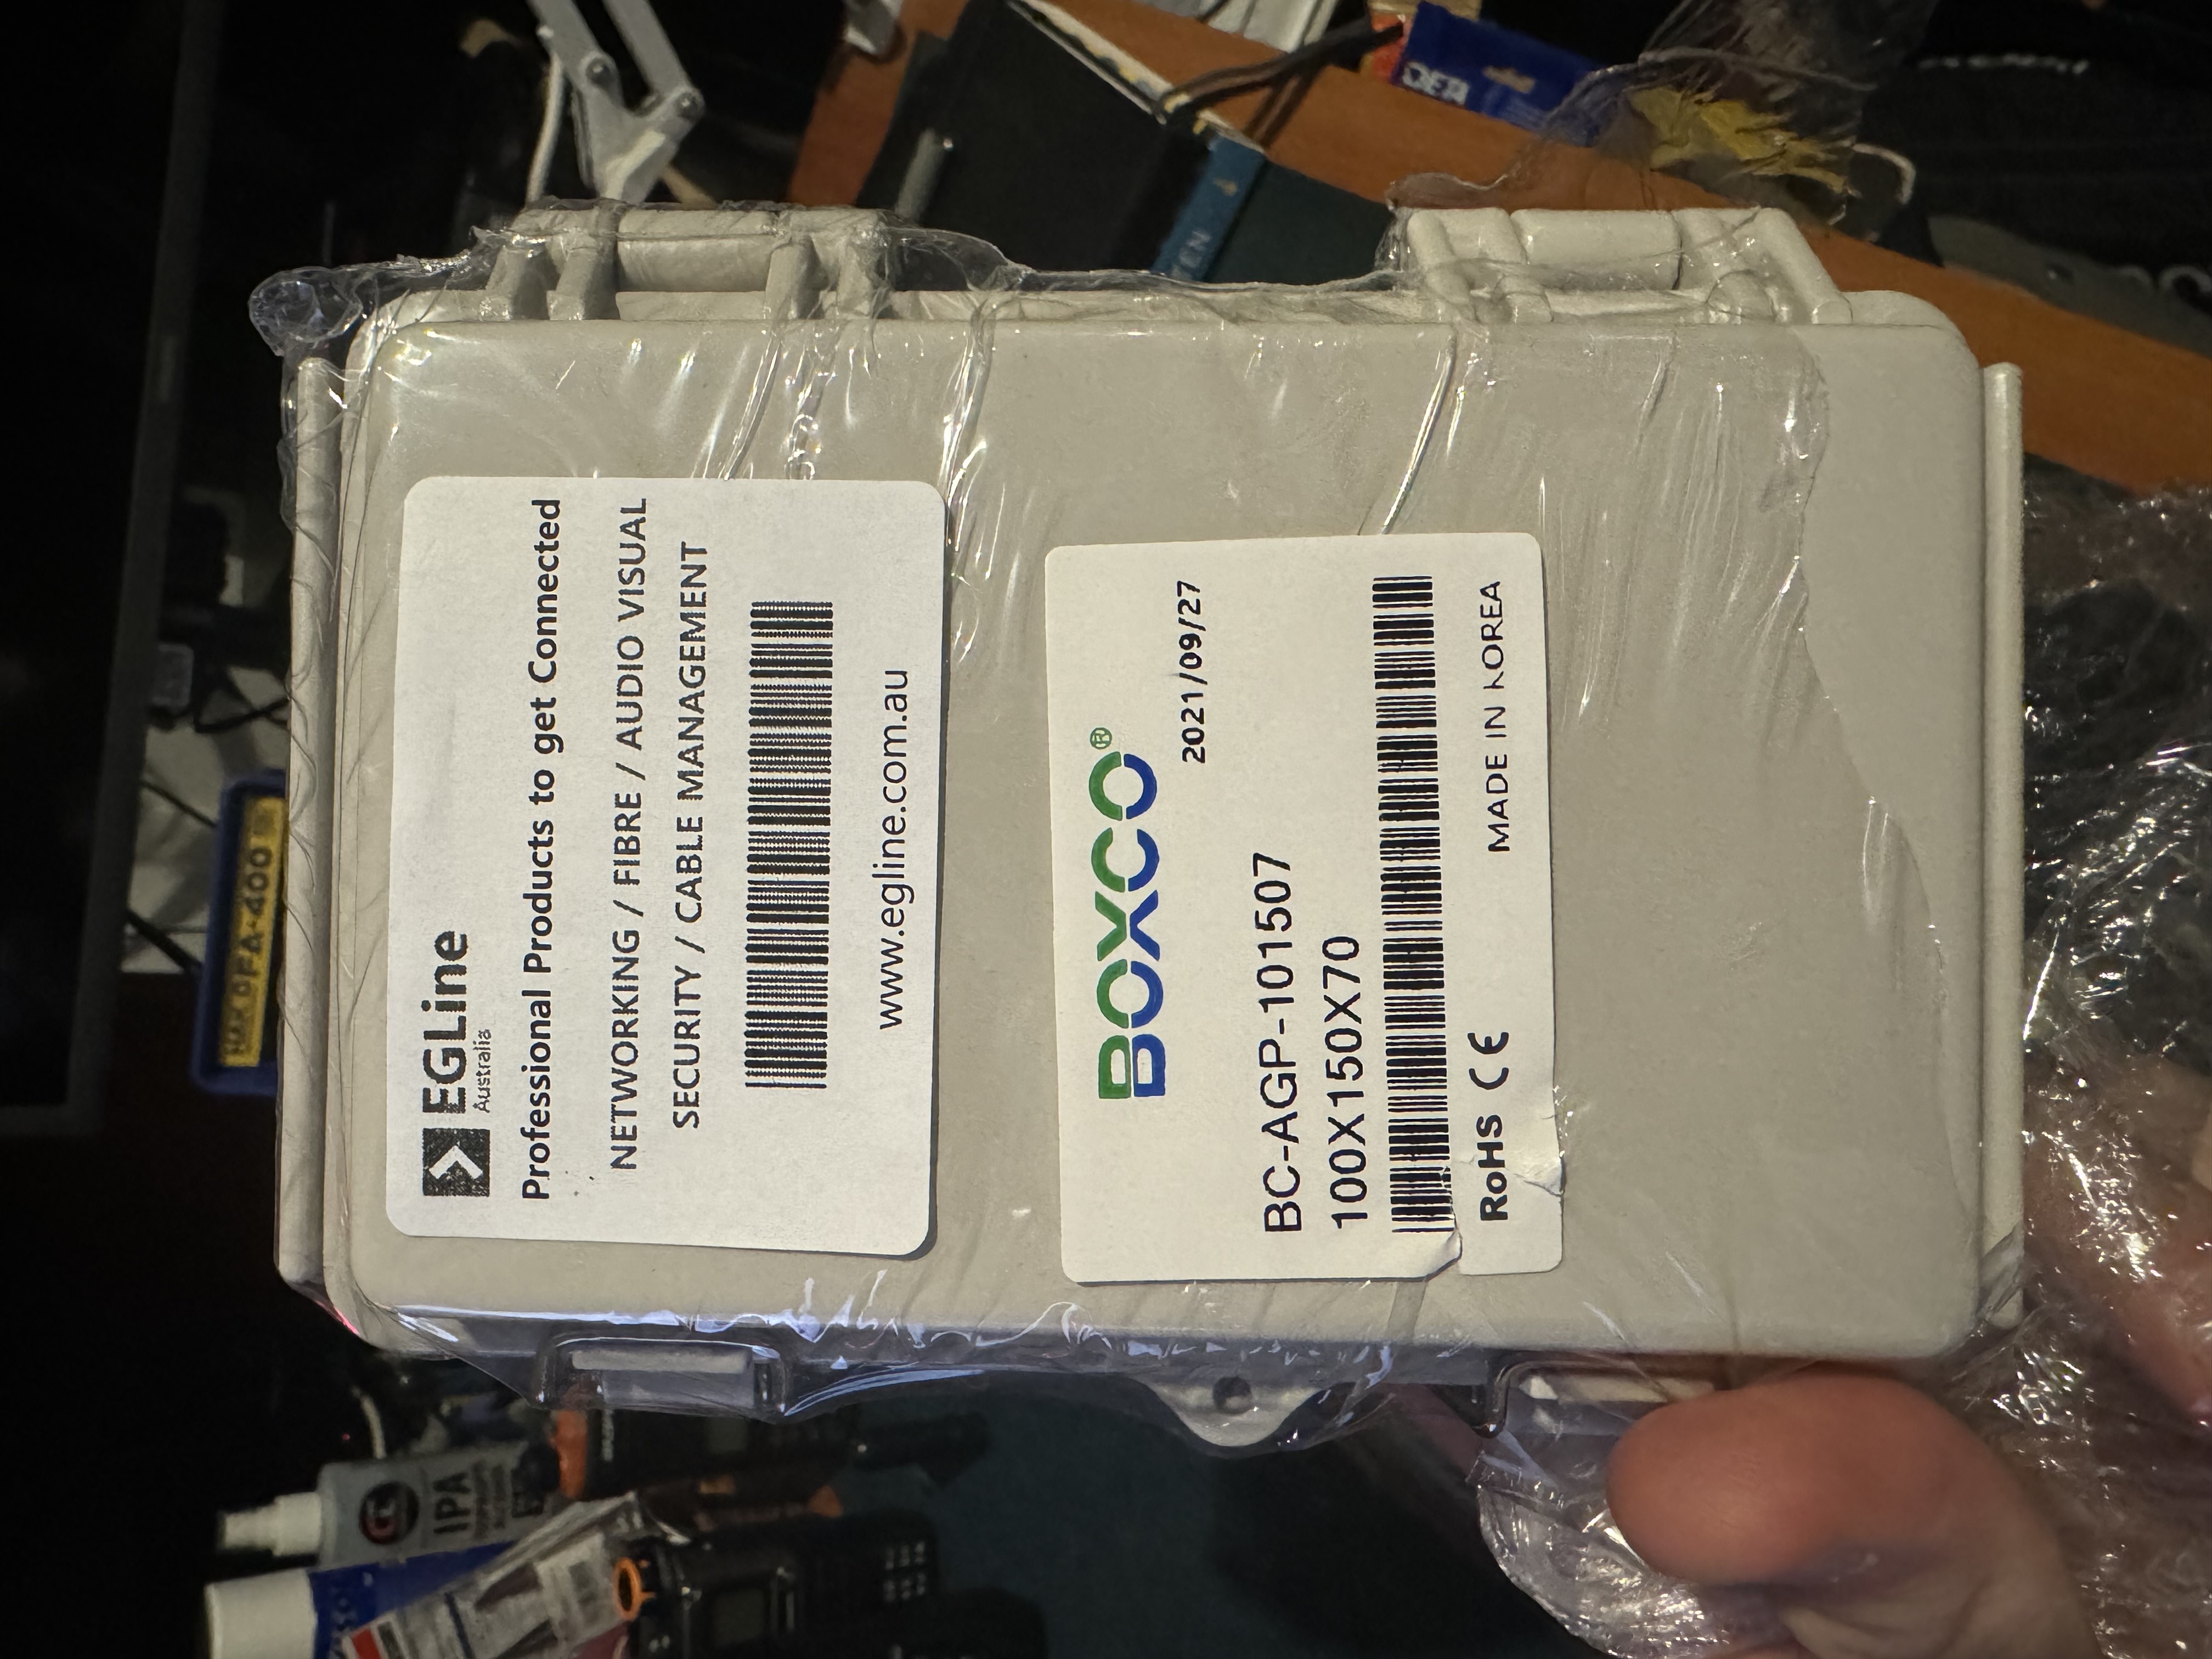 FA-400
IPA
EGLine
Australia
Professional Products to get Connected
NETWORKING / FIBRE / AUDIO VISUAL
SECURITY / CABLE MANAGEMENT
www.egline.com.au
BOXCO®
2021/09/27
BC-AGP-101507
100X150X70
RoHS CE
MADE IN KOREA